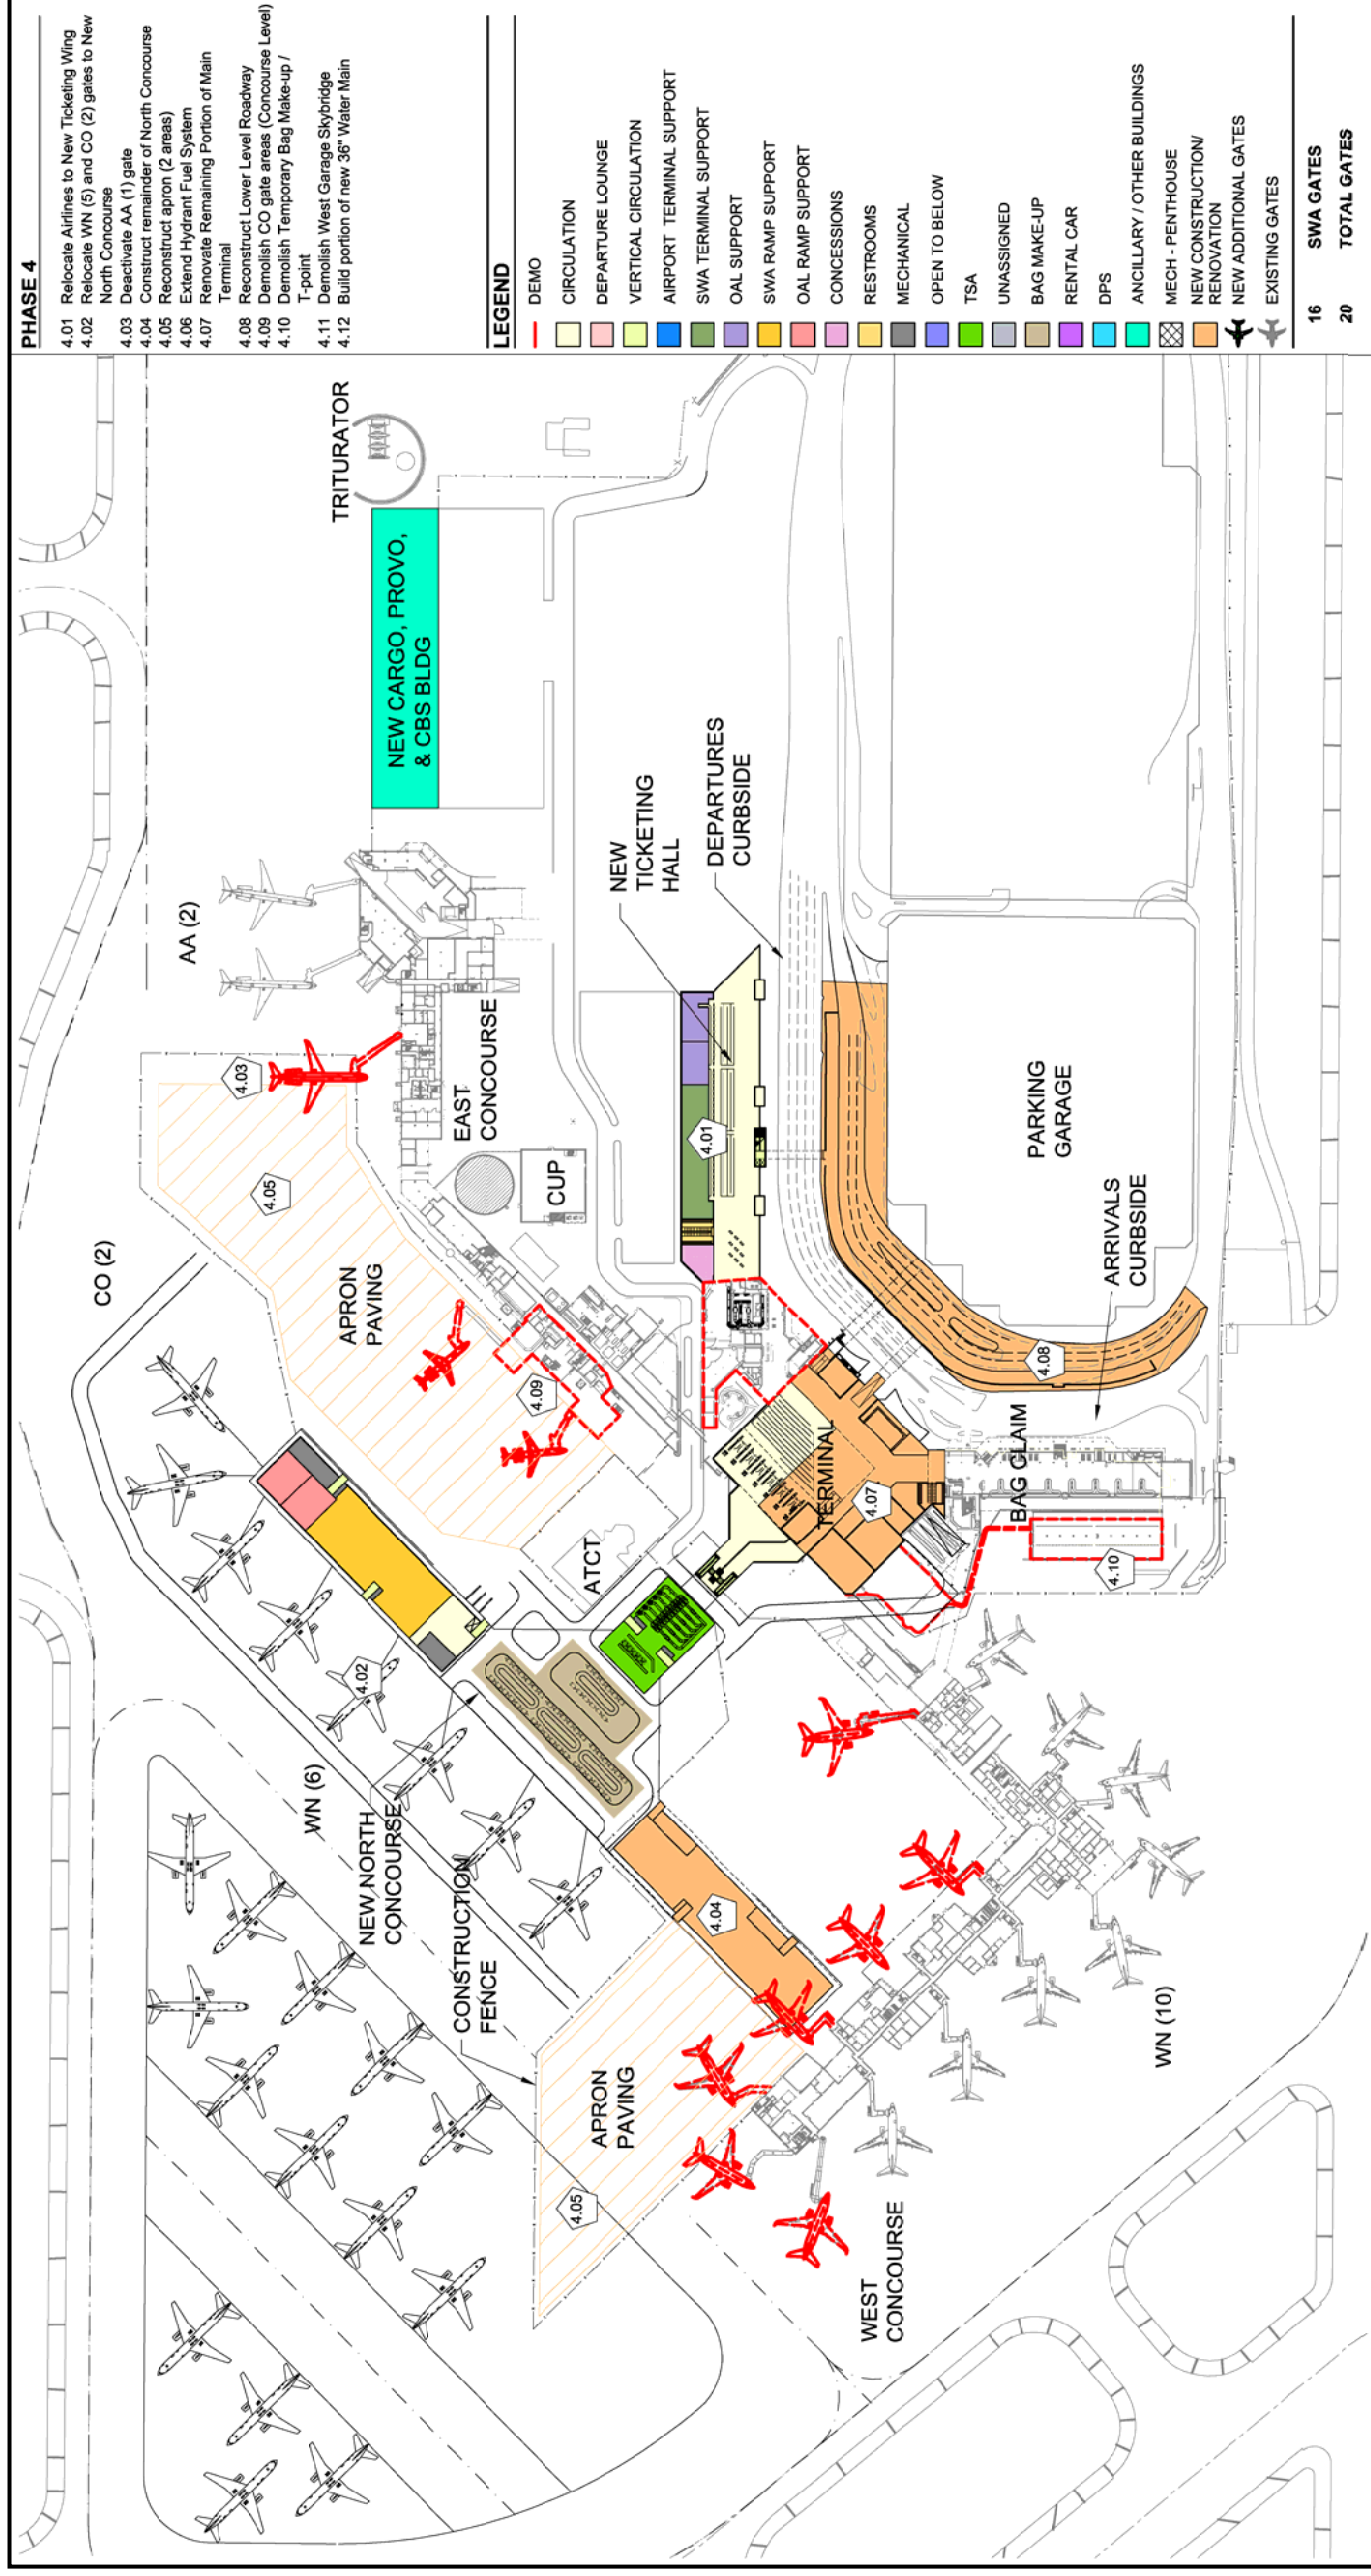 PHASE 4
4.01 Relocate Airlines to New Ticketing Wing
4.02 Relocate WN (5) and CO (2) gates to New
North Concourse
4.03 Deactivate AA (1) gate
4.04 Construct remainder of North Concourse
4.05 Reconstruct apron (2 areas)
4.06 Extend Hydrant Fuel System
4.07 Renovate Remaining Portion of Main
Terminal
4.08 Reconstruct Lower Level Roadway
4.09 Demolish CO gate areas (Concourse Level)
4.10 Demolish Temporary Bag Make-up /
T-point
4.11 Demolish West Garage Skybridge
4.12 Build portion of new 36" Water Main
LEGEND
DEMO
CIRCULATION
DEPARTURE LOUNGE
VERTICAL CIRCULATION
AIRPORT TERMINAL SUPPORT
SWA TERMINAL SUPPORT
OAL SUPPORT
SWA RAMP SUPPORT
OAL RAMP SUPPORT
CONCESSIONS
RESTROOMS
MECHANICAL
OPEN TO BELOW
TSA
UNASSIGNED
BAG MAKE-UP
RENTAL CAR
DPS
ANCILLARY / OTHER BUILDINGS
MECH - PENTHOUSE
NEW CONSTRUCTION/
RENOVATION
NEW ADDITIONAL GATES
EXISTING GATES
16 SWA GATES
20 TOTAL GATES
TRITURATOR
NEW CARGO, PROVO,
& CBS BLDG
AA (2)
4.03
EAST
CONCOURSE
4.05
CUP
CO (2)
APRON
PAVING
4.09
NEW
TICKETING
HALL
DEPARTURES
CURBSIDE
4.01
PARKING
GARAGE
ARRIVALS
CURBSIDE
4.08
BAG CLAIM
TERMINAL
4.07
4.10
ATCT
4.02
WN (6)
NEW NORTH
CONCOURSE
CONSTRUCTION
FENCE
4.04
APRON
PAVING
4.05
WN (10)
WEST
CONCOURSE